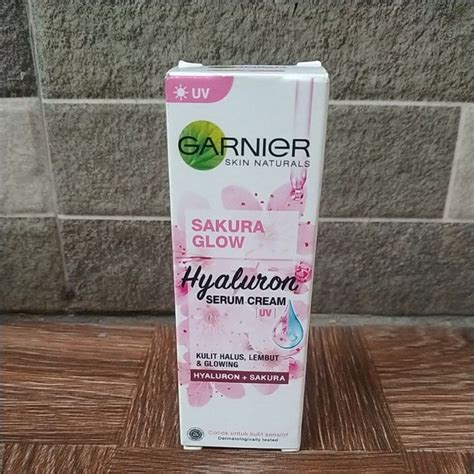 UV
GARNIER
SKIN NATURALS
SAKURA
GLOW
Hyaluron
SERUM CREAM
UV
KULIT HALUS, LEMBUT
& GLOWING
HYALURON + SAKURA
Cocok untuk kulit sensitif
Dermatologically tested